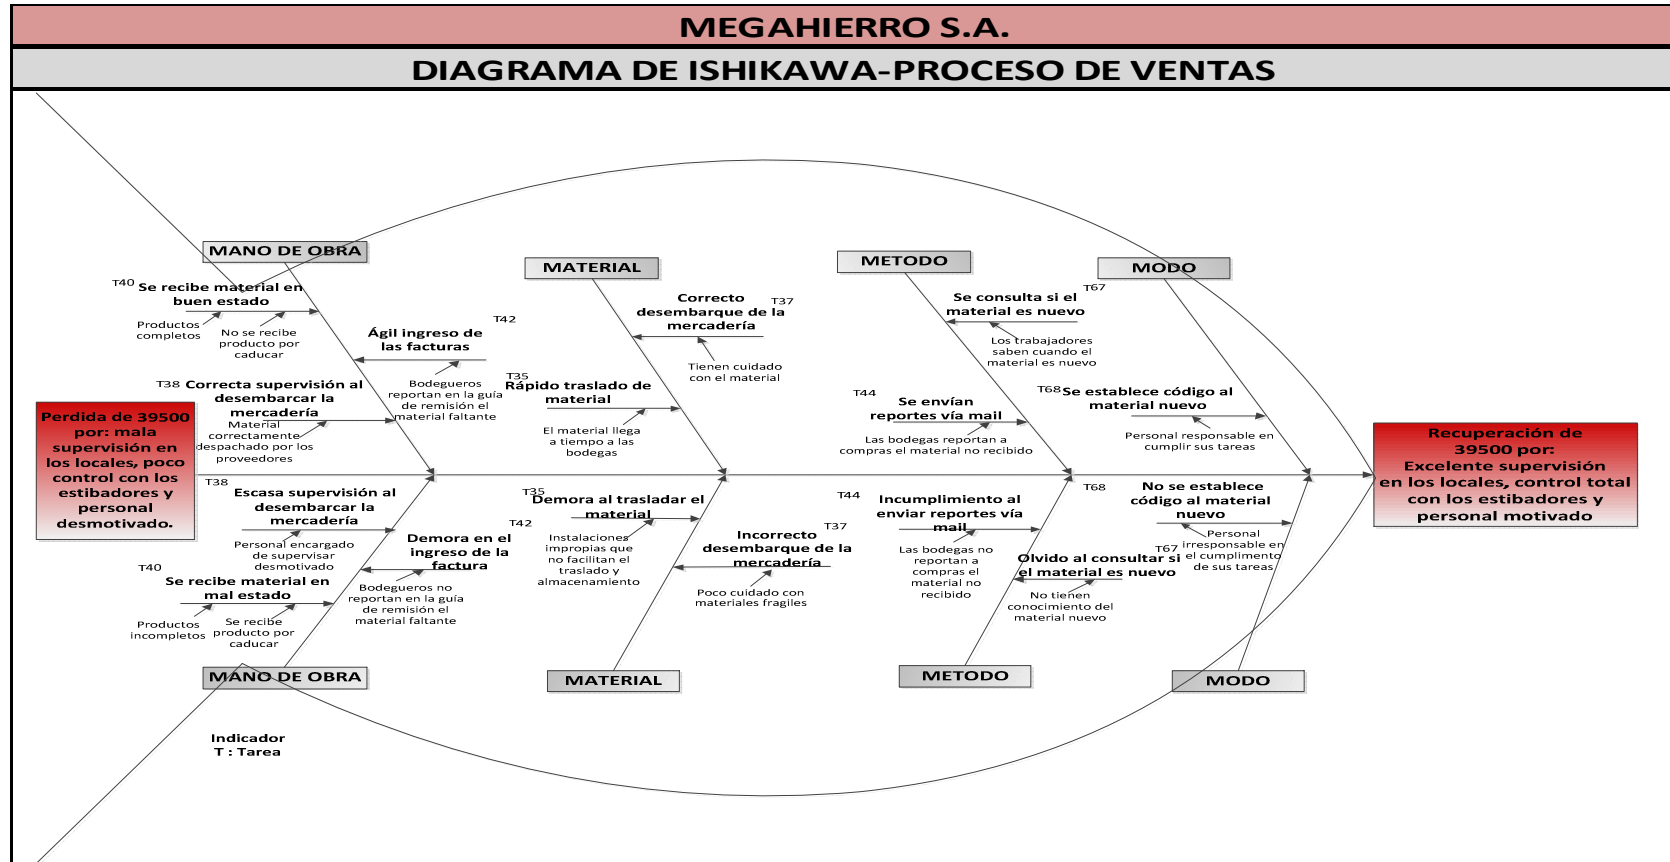 MEGAHIERRO S.A.
DIAGRAMA DE ISHIKAWA-PROCESO DE VENTAS
MANO DE OBRA
MATERIAL
METODO
MODO
T40
Se recibe material en
buen estado
Productos
completos
No se recibe
producto por
caducar
T42
Ágil ingreso de
las facturas
Bodegueros
reportan en la guía
de remisión el
material faltante
T38
Correcta supervisión al
desembarcar la
mercadería
Material
correctamente
despachado por los
proveedores
T37
Correcto
desembarque de la
mercadería
Tienen cuidado
con el material
T35
Rápido traslado de
material
El material llega
a tiempo a las
bodegas
T67
Se consulta si el
material es nuevo
Los trabajadores
saben cuando el
material es nuevo
T44
Se envían
reportes vía mail
Las bodegas reportan a
compras el material no recibido
T68
Se establece código al
material nuevo
Personal responsable en
cumplir sus tareas
Perdida de 39500
por: mala
supervisión en
los locales, poco
control con los
estibadores y
personal
desmotivado.
Recuperación de
39500 por:
Excelente supervisión
en los locales, control total
con los estibadores y
personal motivado
T38
Escasa supervisión al
desembarcar la
mercadería
Personal encargado
de supervisar
desmotivado
T42
Demora en el
ingreso de la
factura
Bodegueros no
reportan en la guía
de remisión el
material faltante
T40
Se recibe material en
mal estado
Productos
incompletos
Se recibe
producto por
caducar
T35
Demora al trasladar el
material
Instalaciones
impropias que
no facilitan el
traslado y
almacenamiento
T37
Incorrecto
desembarque de la
mercadería
Poco cuidado con
materiales fragiles
T44
Incumplimiento al
enviar reportes vía
mail
Las bodegas no
reportan a
compras el
material no
recibido
T67
Olvido al consultar si
el material es nuevo
No tienen
conocimiento del
material nuevo
T68
No se establece
código al material
nuevo
Personal
irresponsable en
el cumplimento
de sus tareas
MANO DE OBRA
MATERIAL
METODO
MODO
Indicador
T : Tarea